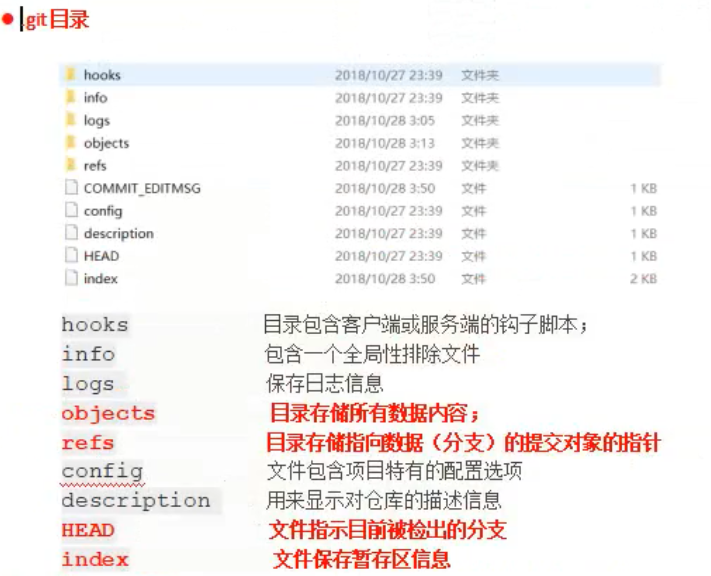 .git目录
hooks 2018/10/27 23:39 文件夹
info 2018/10/27 23:39 文件夹
logs 2018/10/28 3:05 文件夹
objects 2018/10/28 3:13 文件夹
refs 2018/10/27 23:39 文件夹
COMMIT_EDITMSG 2018/10/28 3:50 文件 1 KB
config 2018/10/27 23:39 文件 1 KB
description 2018/10/27 23:39 文件 1 KB
HEAD 2018/10/27 23:39 文件 1 KB
index 2018/10/28 3:50 文件 2 KB
hooks 目录包含客户端或服务端的钩子脚本；
info 包含一个全局性排除文件
logs 保存日志信息
objects 目录存储所有数据内容；
refs 目录存储指向数据（分支）的提交对象的指针
config 文件包含项目特有的配置选项
description 用来显示对仓库的描述信息
HEAD 文件指示目前被检出的分支
index 文件保存暂存区信息